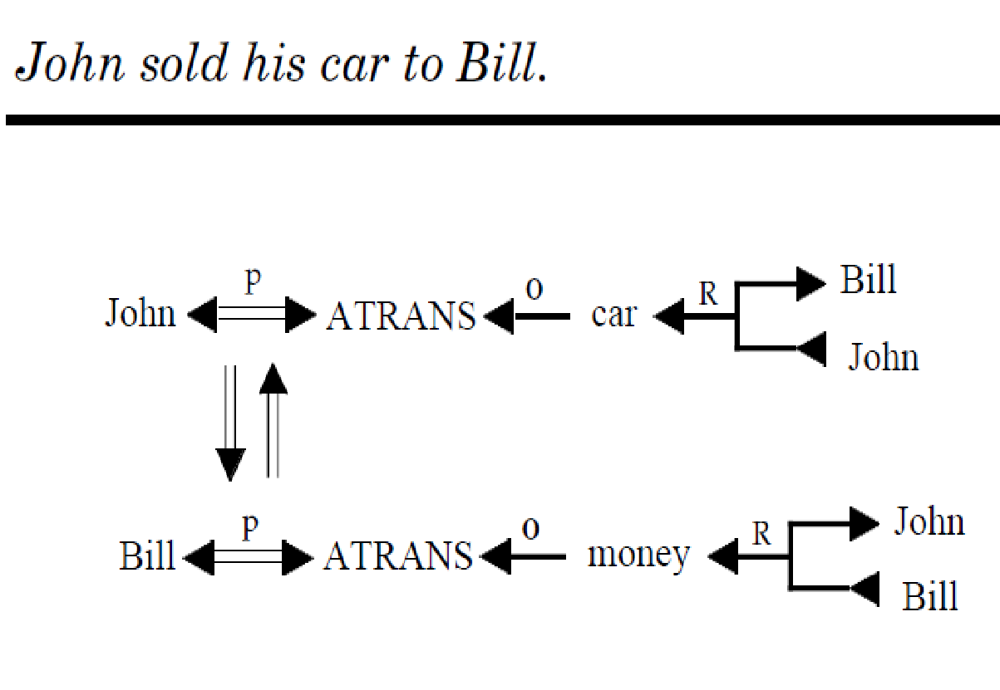 John sold his car to Bill.
p o R Bill
John ATRANS car
John
p o R John
Bill ATRANS money
Bill